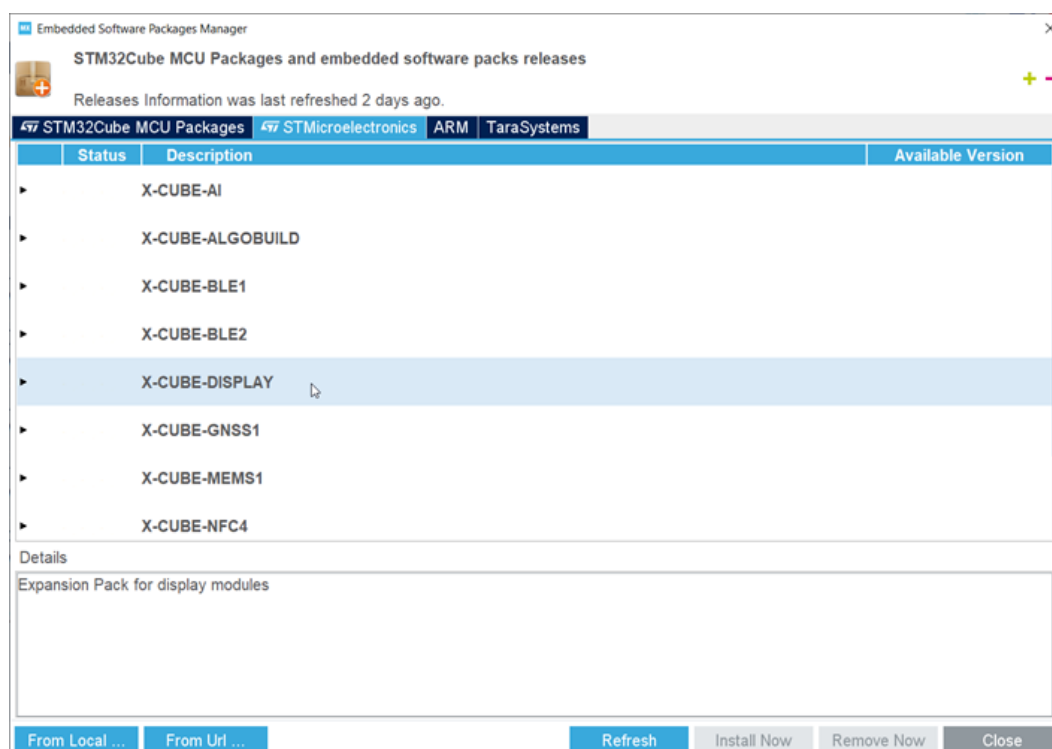 MX Embedded Software Packages Manager
STM32Cube MCU Packages and embedded software packs releases
Releases Information was last refreshed 2 days ago.
STM32Cube MCU Packages STMicroelectronics ARM TaraSystems
Status Description Available Version
X-CUBE-AI
X-CUBE-ALGOBUILD
X-CUBE-BLE1
X-CUBE-BLE2
X-CUBE-DISPLAY
X-CUBE-GNSS1
X-CUBE-MEMS1
X-CUBE-NFC4
Details
Expansion Pack for display modules
From Local ... From Url ... Refresh Install Now Remove Now Close